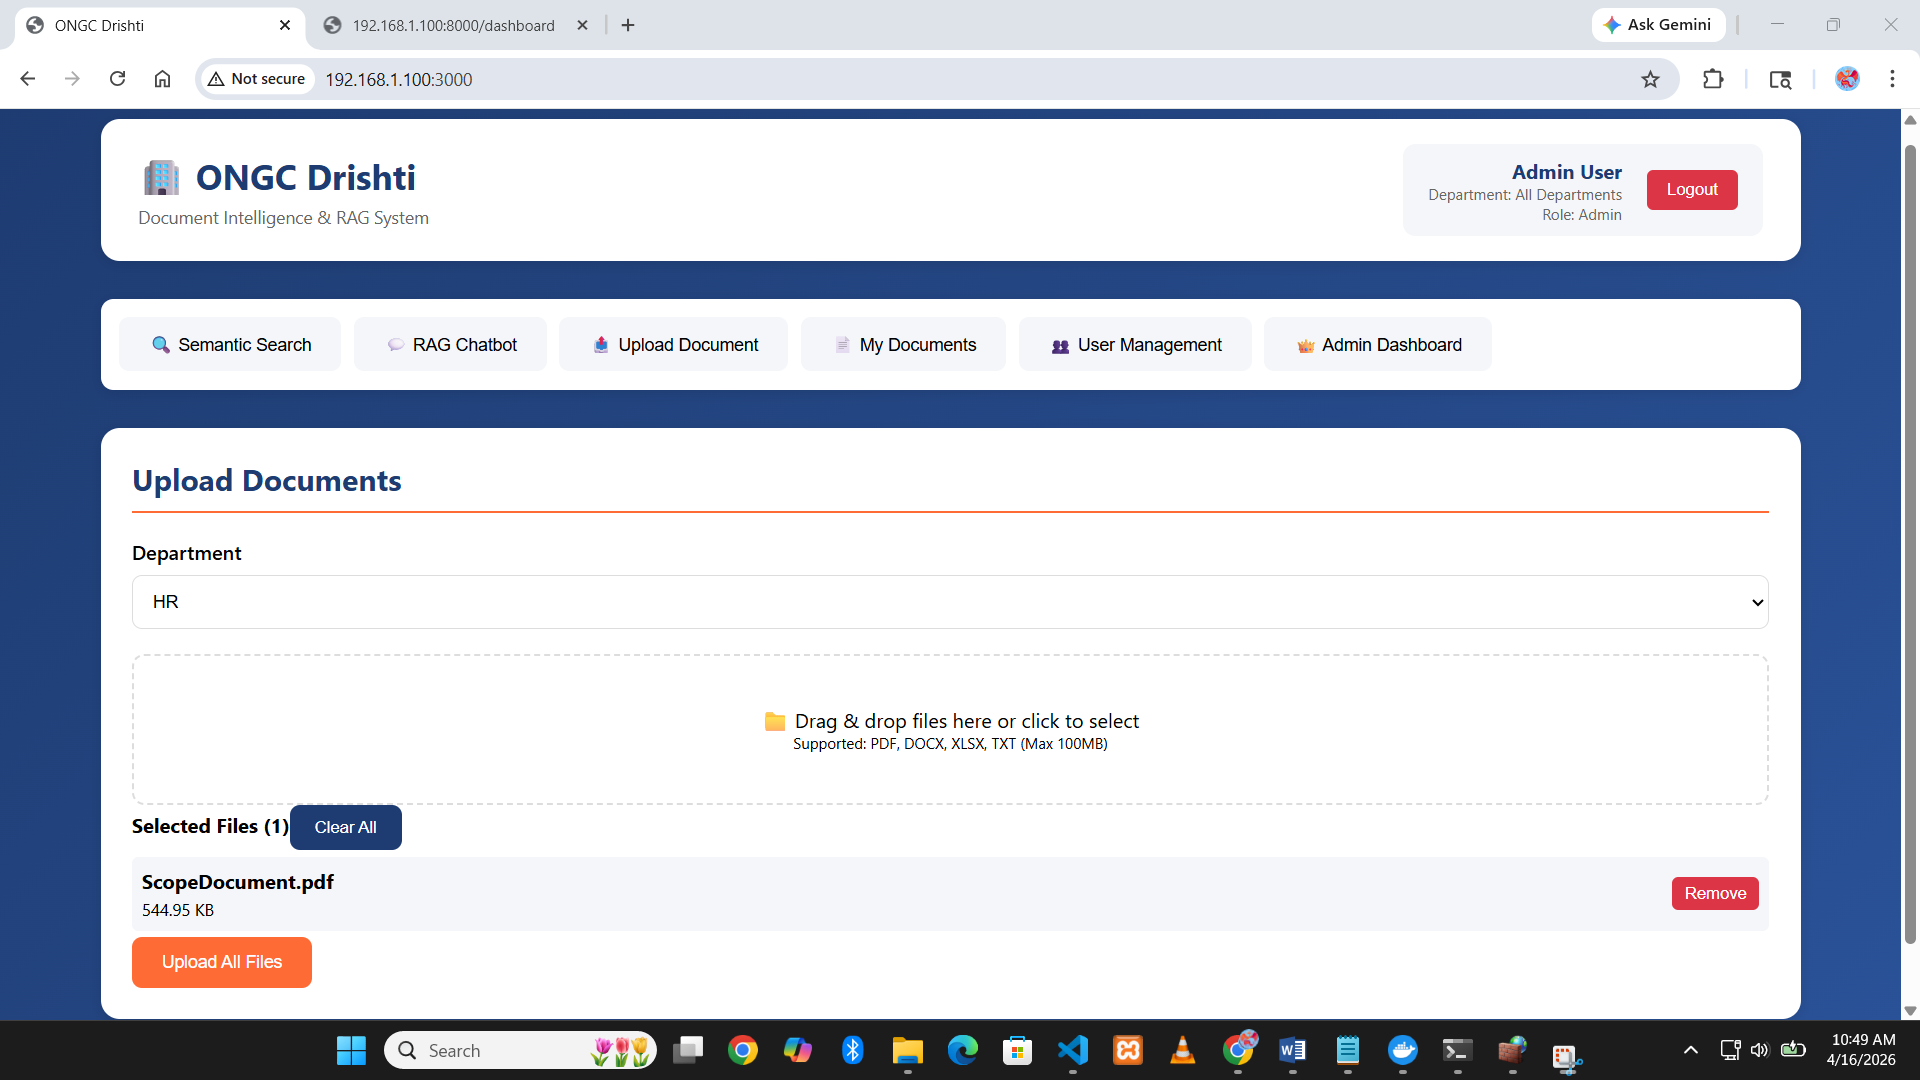 ONGC Drishti
192.168.1.100:8000/dashboard
Ask Gemini
Not secure
192.168.1.100:3000
ONGC Drishti
Document Intelligence & RAG System
Admin User
Department: All Departments
Role: Admin
Logout
Semantic Search
RAG Chatbot
Upload Document
My Documents
User Management
Admin Dashboard
Upload Documents
Department
HR
Drag & drop files here or click to select
Supported: PDF, DOCX, XLSX, TXT (Max 100MB)
Selected Files (1)
Clear All
ScopeDocument.pdf
544.95 KB
Remove
Upload All Files
Search
10:49 AM
4/16/2026